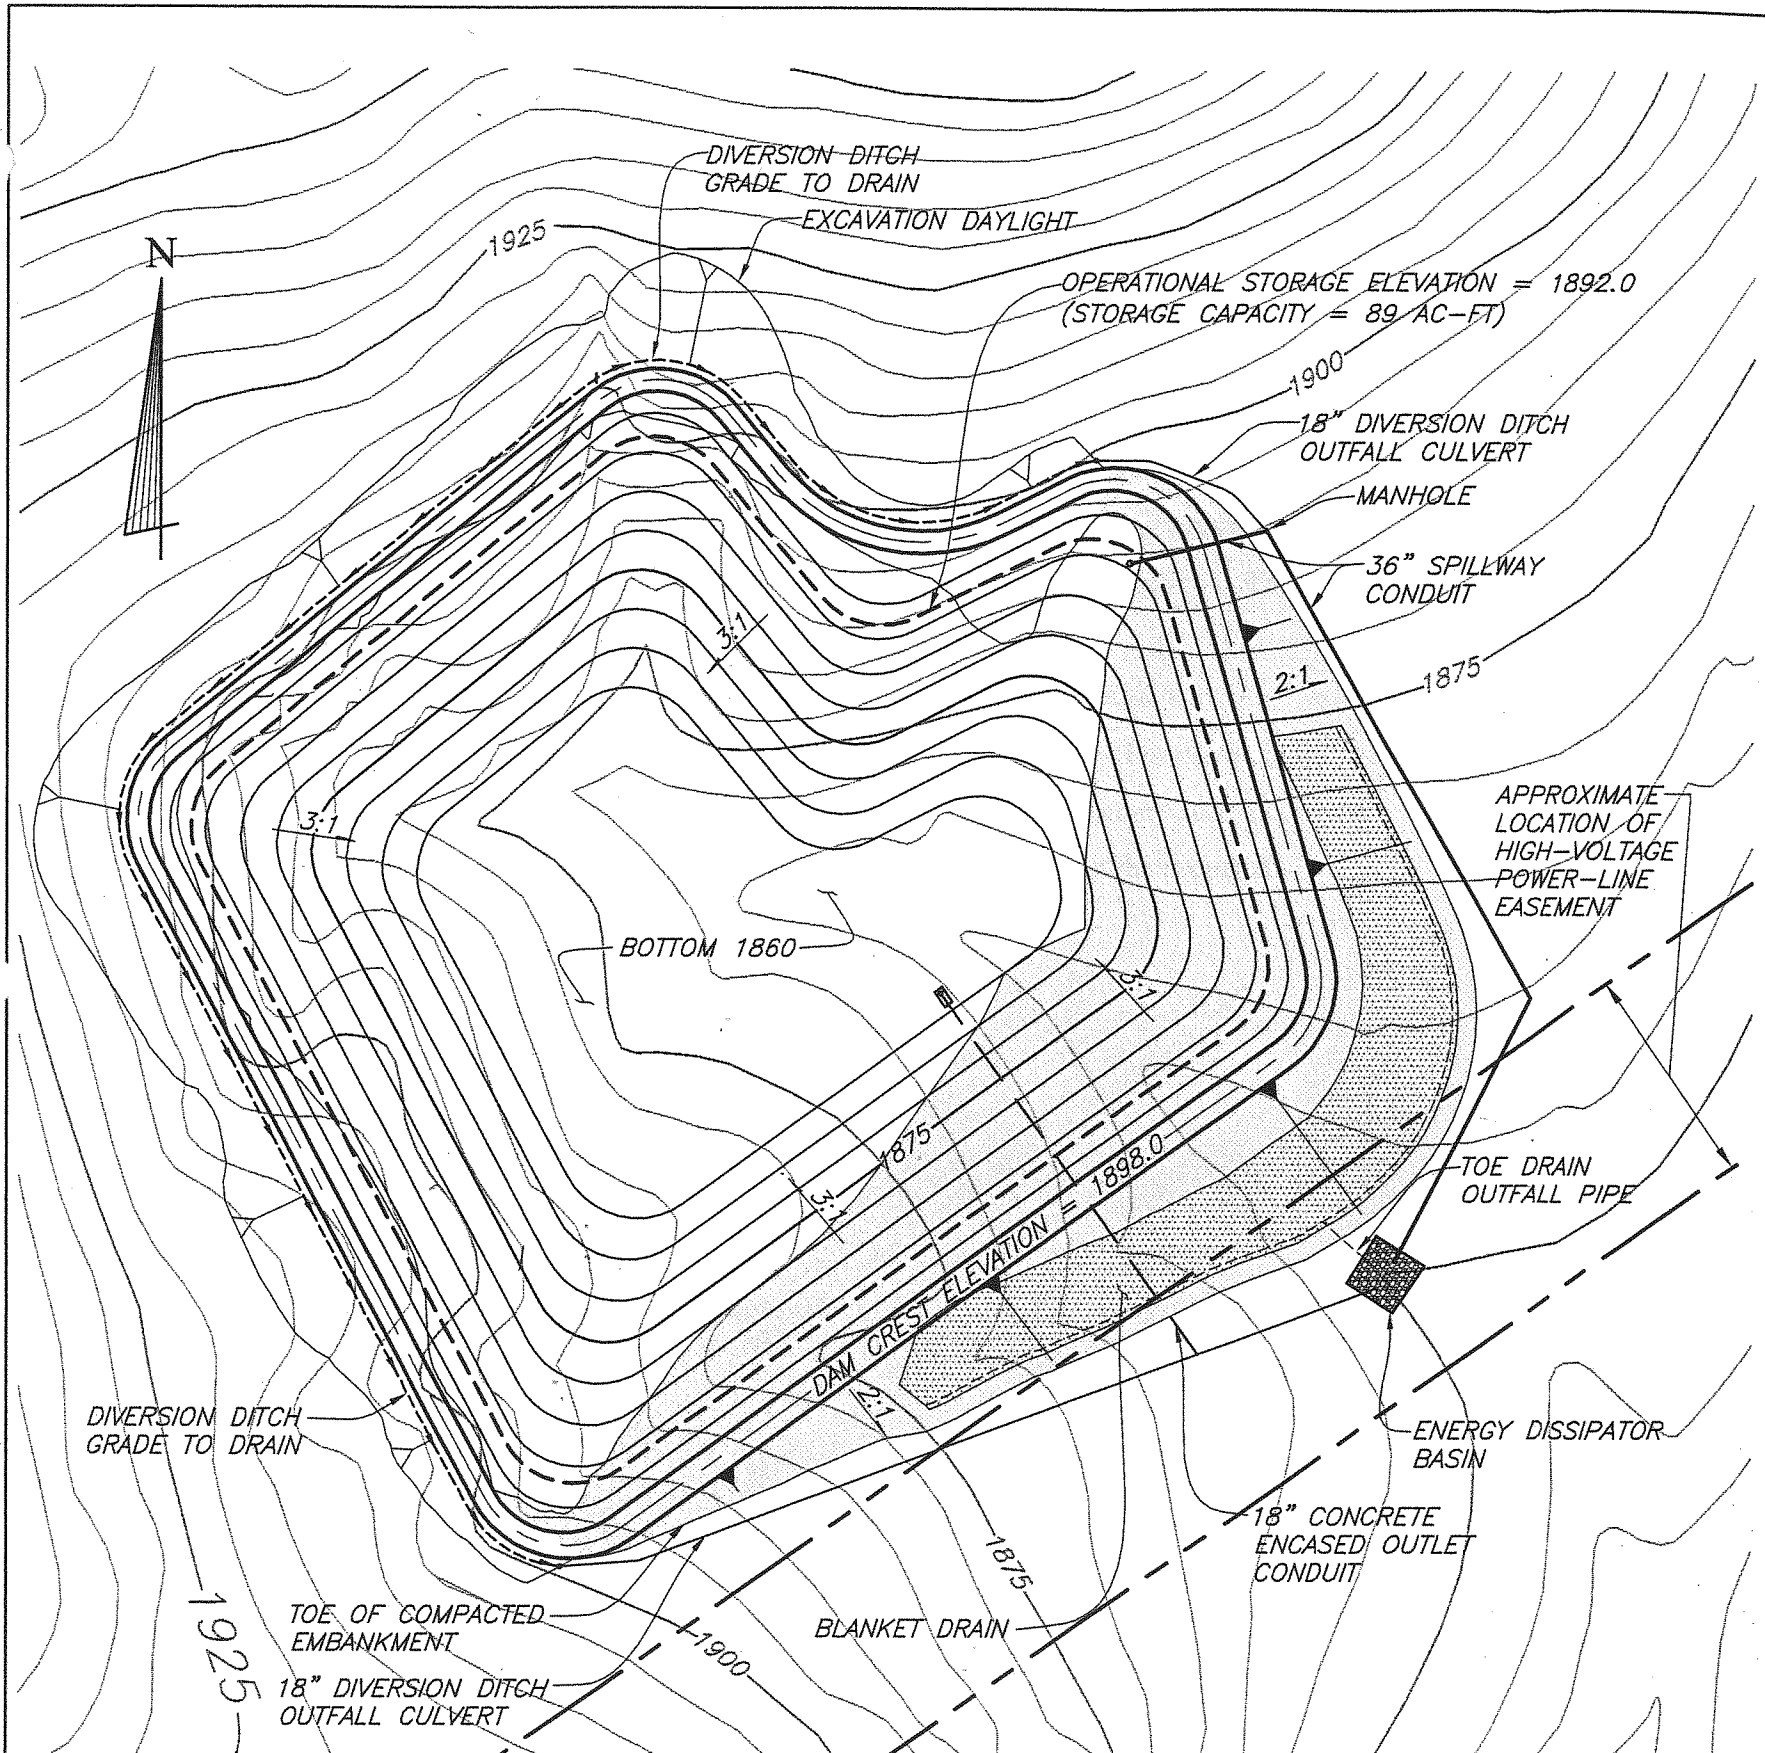 DIVERSION DITCH
GRADE TO DRAIN
EXCAVATION DAYLIGHT
1925
N
OPERATIONAL STORAGE ELEVATION = 1892.0
(STORAGE CAPACITY = 89 AC-FT)
1900
18" DIVERSION DITCH
OUTFALL CULVERT
MANHOLE
36" SPILLWAY
CONDUIT
3:1
1875
2:1
APPROXIMATE
LOCATION OF
HIGH-VOLTAGE
POWER-LINE
EASEMENT
3:1
BOTTOM 1860
3:1
1875
3:1
DAM CREST ELEVATION = 1898.0
TOE DRAIN
OUTFALL PIPE
2:1
DIVERSION DITCH
GRADE TO DRAIN
ENERGY DISSIPATOR
BASIN
18" CONCRETE
ENCASED OUTLET
CONDUIT
1875
1925
TOE OF COMPACTED
EMBANKMENT
1900
BLANKET DRAIN
18" DIVERSION DITCH
OUTFALL CULVERT